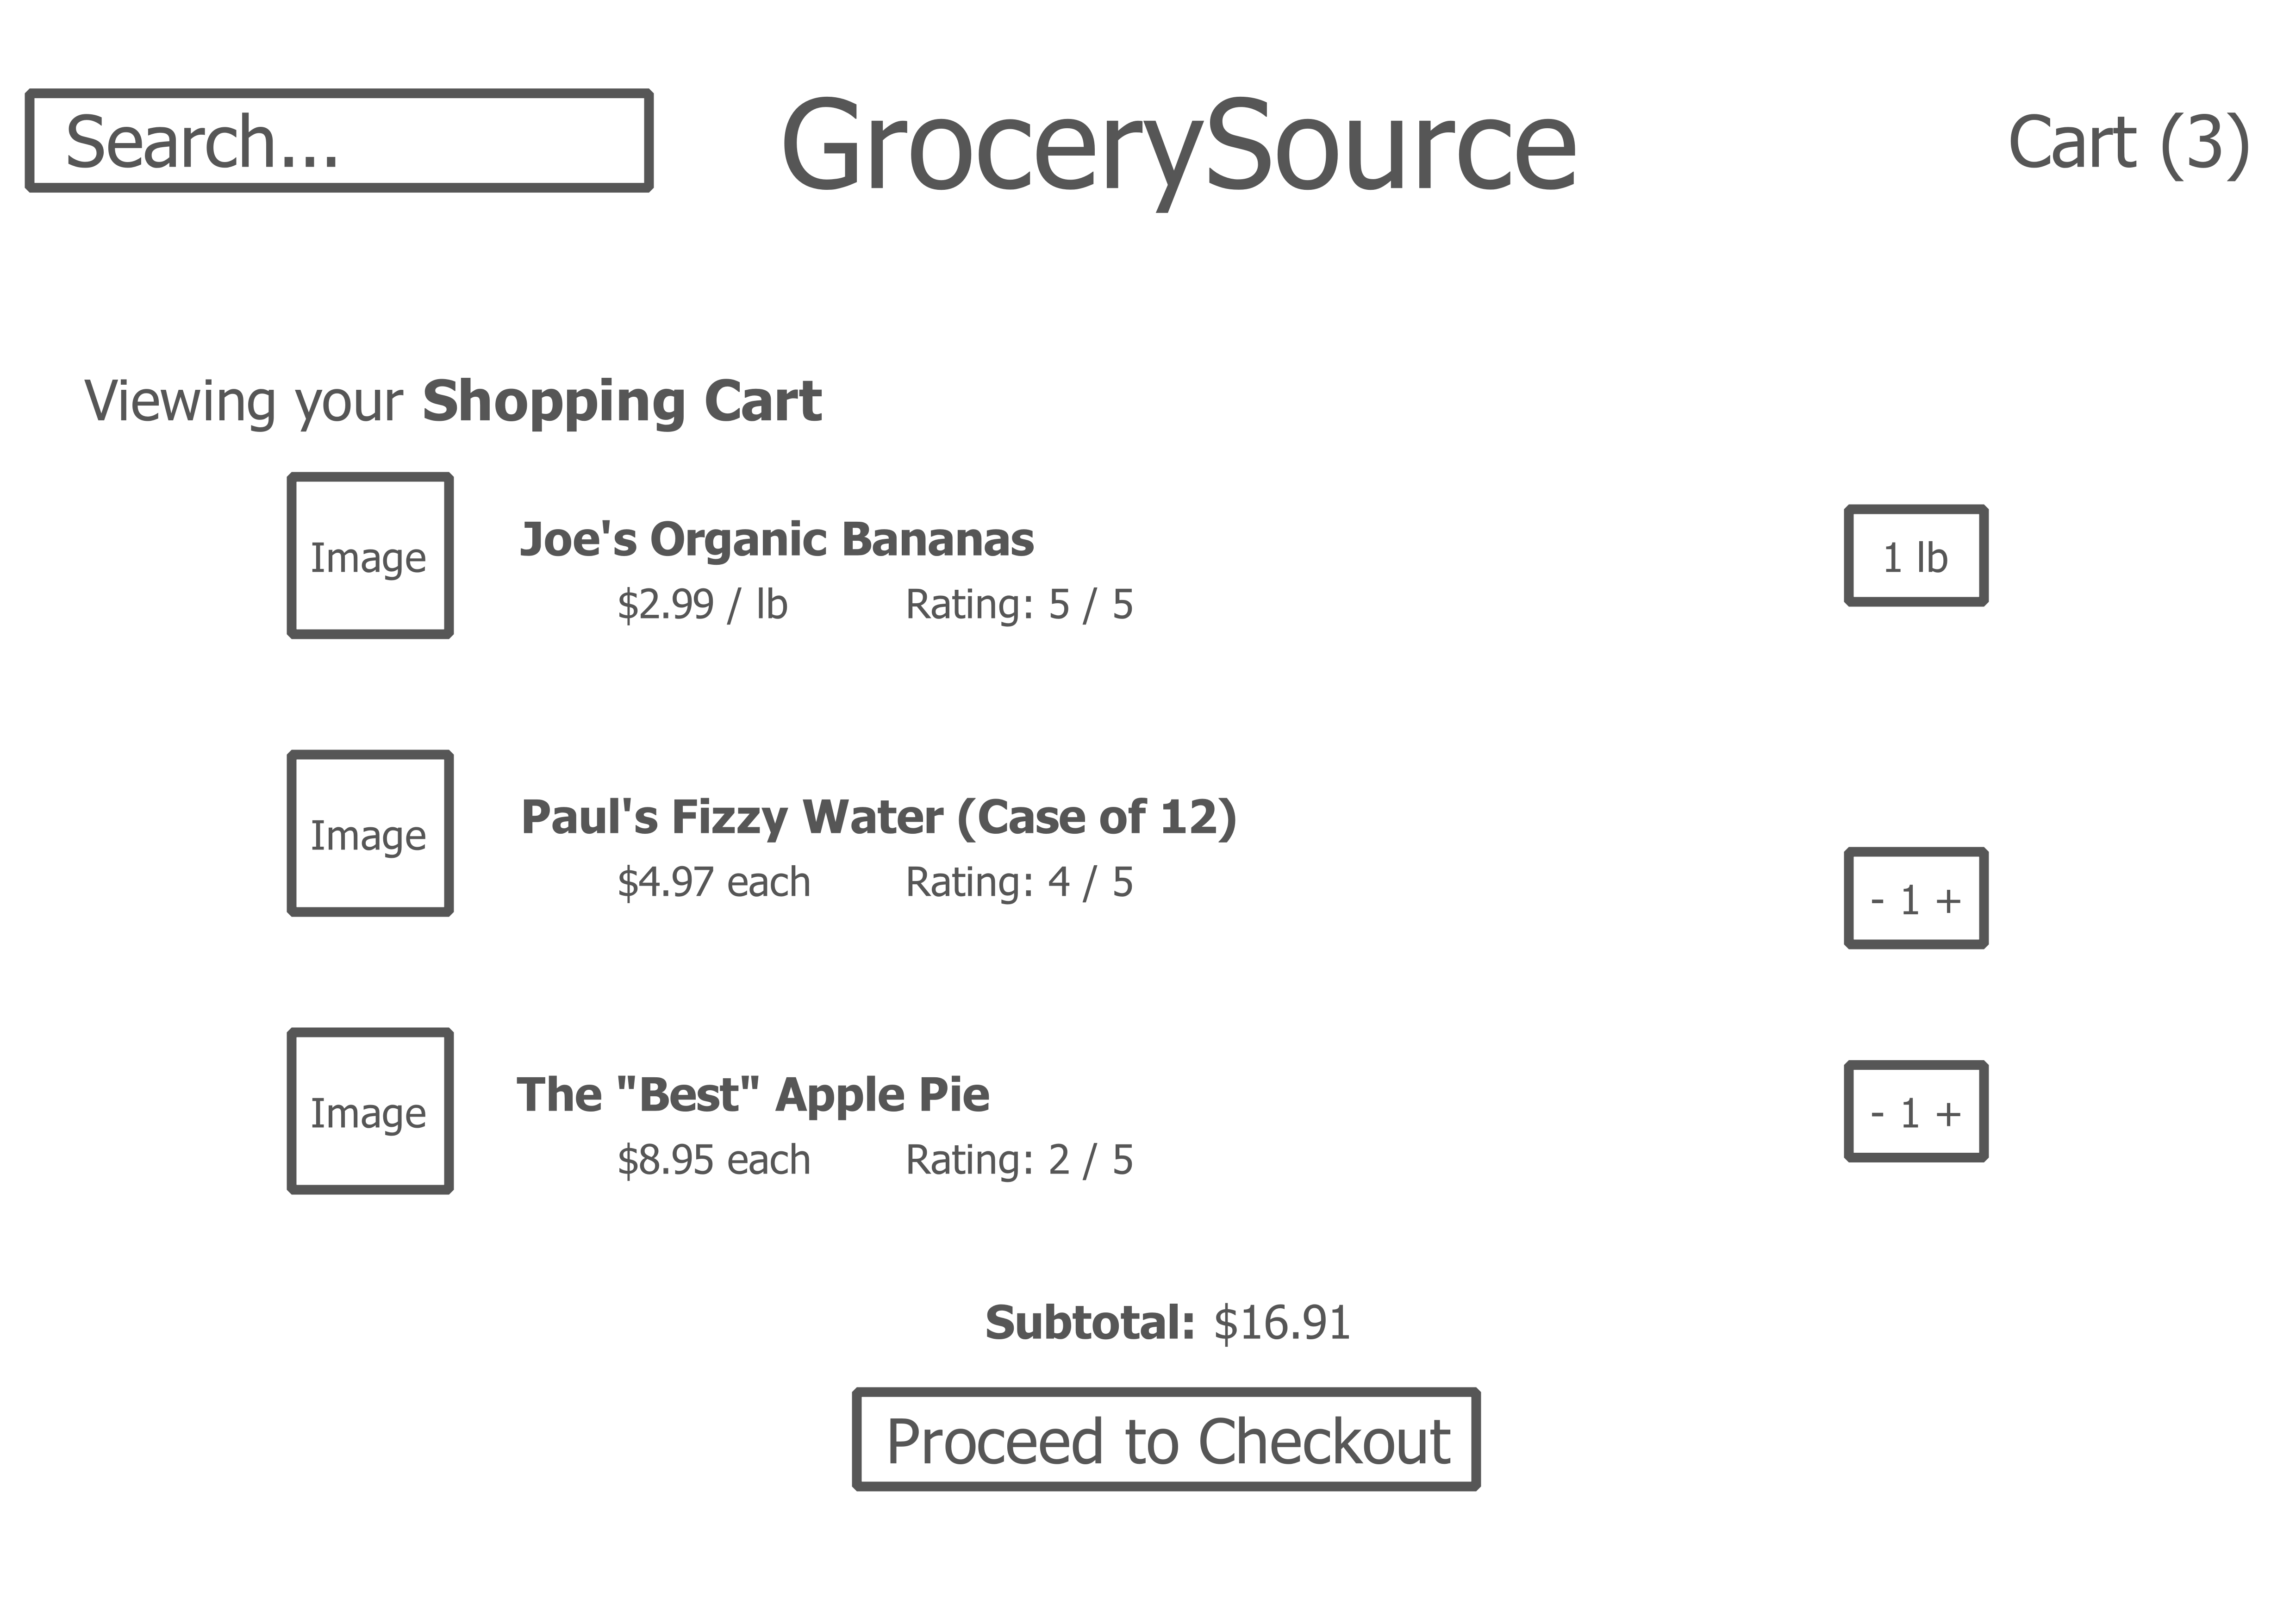 Search...
GrocerySource
Cart (3)
Viewing your Shopping Cart
Image
Joe's Organic Bananas
$2.99 / lb
Rating: 5 / 5
1 lb
Image
Paul's Fizzy Water (Case of 12)
$4.97 each
Rating: 4 / 5
- 1 +
Image
The "Best" Apple Pie
$8.95 each
Rating: 2 / 5
- 1 +
Subtotal: $16.91
Proceed to Checkout